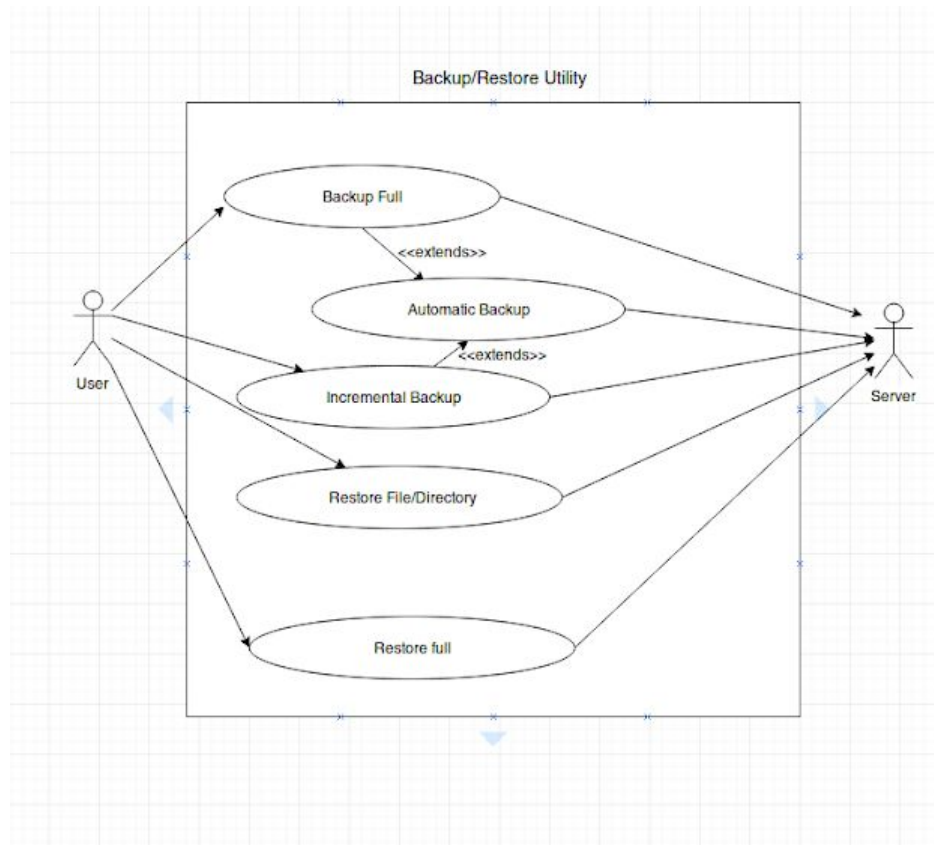 Backup/Restore Utility
Backup Full
<<extends>>
Automatic Backup
<<extends>>
Incremental Backup
User
Server
Restore File/Directory
Restore full